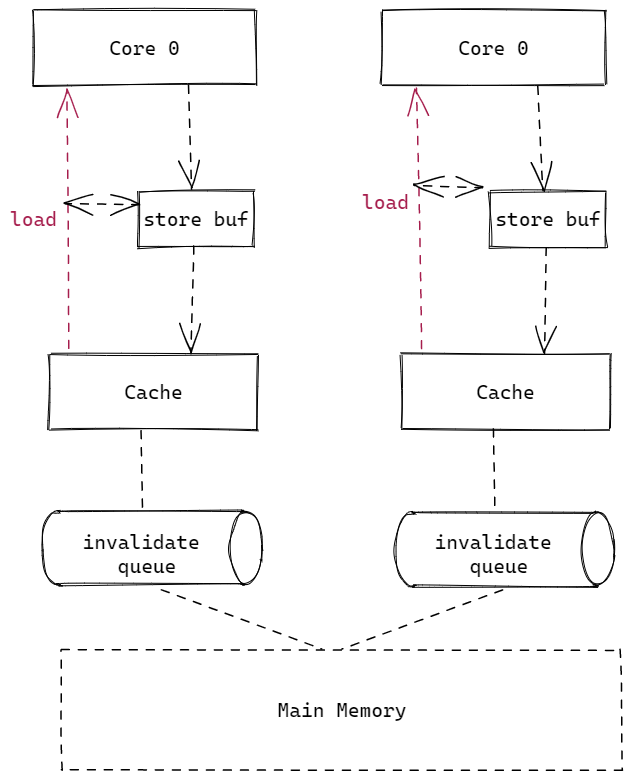 Core 0
Core 0
load
store buf
load
store buf
Cache
Cache
invalidate
queue
invalidate
queue
Main Memory